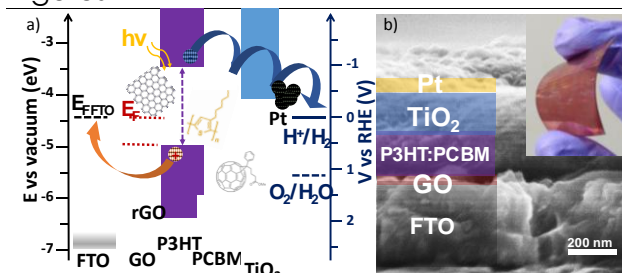 a)
hν
-3
-4
-5
-6
-7
E vs vacuum (eV)
E_F FTO
E_F
Pt
H⁺/H₂
O₂/H₂O
-1
0
1
2
V vs RHE (V)
rGO
FTO
GO
P3HT
PCBM
b)
Pt
TiO₂
P3HT:PCBM
GO
FTO
200 nm